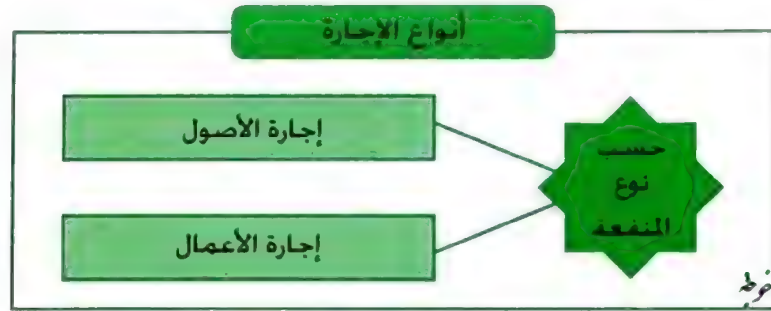 أنواع الإجارة
حسب
نوع
المنفعة
إجارة الأصول
إجارة الأعمال